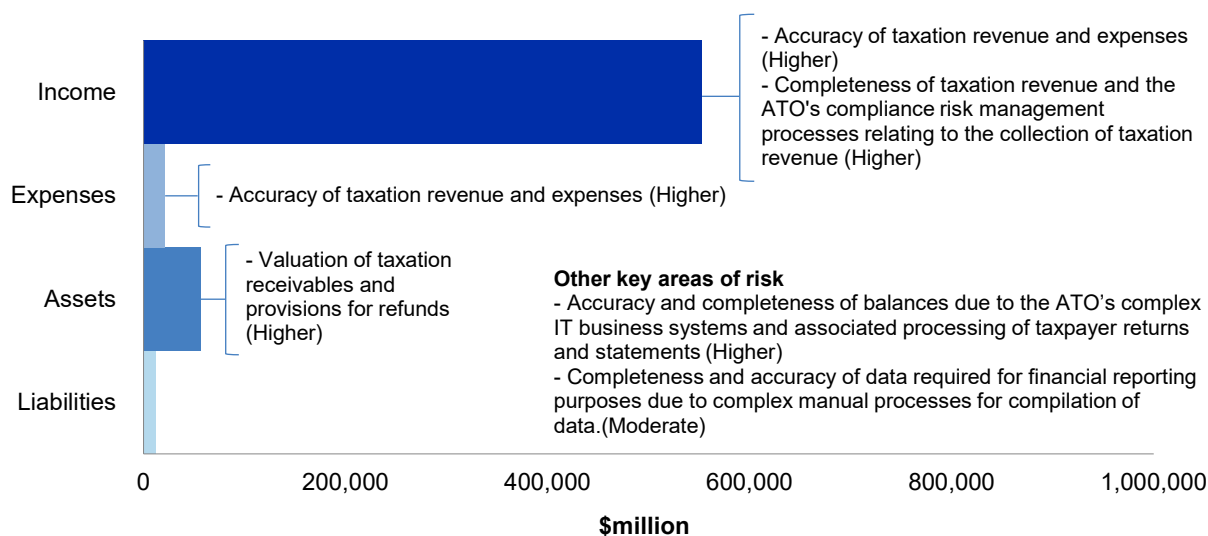 Income
- Accuracy of taxation revenue and expenses
(Higher)
- Completeness of taxation revenue and the
ATO's compliance risk management
processes relating to the collection of taxation
revenue (Higher)
Expenses
- Accuracy of taxation revenue and expenses (Higher)
Assets
- Valuation of taxation
receivables and
provisions for refunds
(Higher)
Other key areas of risk
- Accuracy and completeness of balances due to the ATO’s complex
IT business systems and associated processing of taxpayer returns
and statements (Higher)
- Completeness and accuracy of data required for financial reporting
purposes due to complex manual processes for compilation of
data.(Moderate)
Liabilities
0
200,000
400,000
600,000
800,000
1,000,000
$million